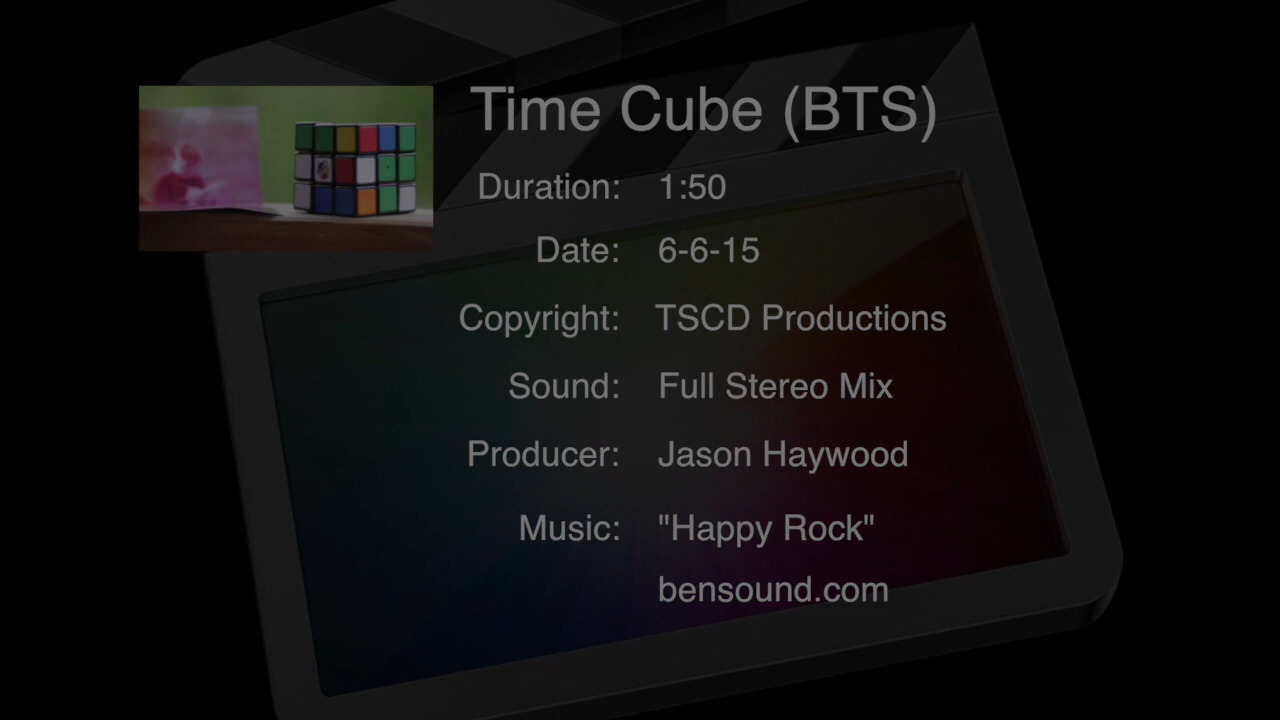 Time Cube (BTS)
Duration: 1:50
Date: 6-6-15
Copyright: TSCD Productions
Sound: Full Stereo Mix
Producer: Jason Haywood
Music: "Happy Rock"
bensound.com